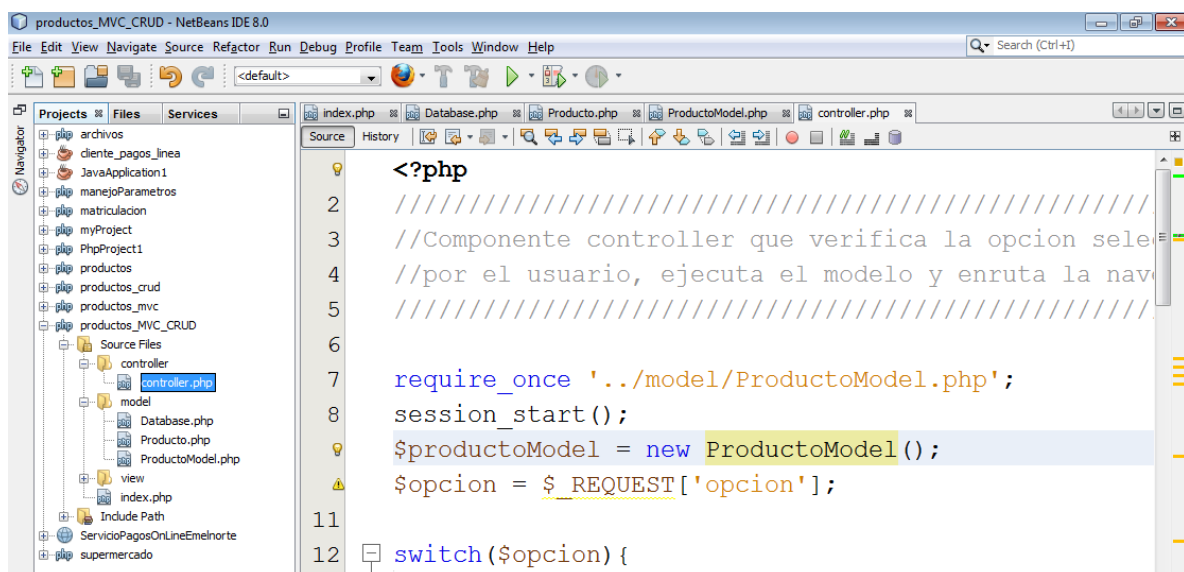 productos_MVC_CRUD - NetBeans IDE 8.0
File Edit View Navigate Source Refactor Run Debug Profile Team Tools Window Help
Search (Ctrl+I)
<default>
Projects Files Services
index.php Database.php Producto.php ProductoModel.php controller.php
Navigator
Source History
archivos
cliente_pagos_linea
JavaApplication1
manejoParametros
matriculacion
myProject
PhpProject1
productos
productos_crud
productos_mvc
productos_MVC_CRUD
Source Files
controller
controller.php
model
Database.php
Producto.php
ProductoModel.php
view
index.php
Include Path
ServicioPagosOnLineEmelnorte
supermercado
<?php
2 ///////////////////////////////////////////////////
3 //Componente controller que verifica la opcion sele
4 //por el usuario, ejecuta el modelo y enruta la nav
5 ///////////////////////////////////////////////////
6
7 require_once '../model/ProductoModel.php';
8 session_start();
$productoModel = new ProductoModel();
$opcion = $_REQUEST['opcion'];
11
12 switch($opcion){